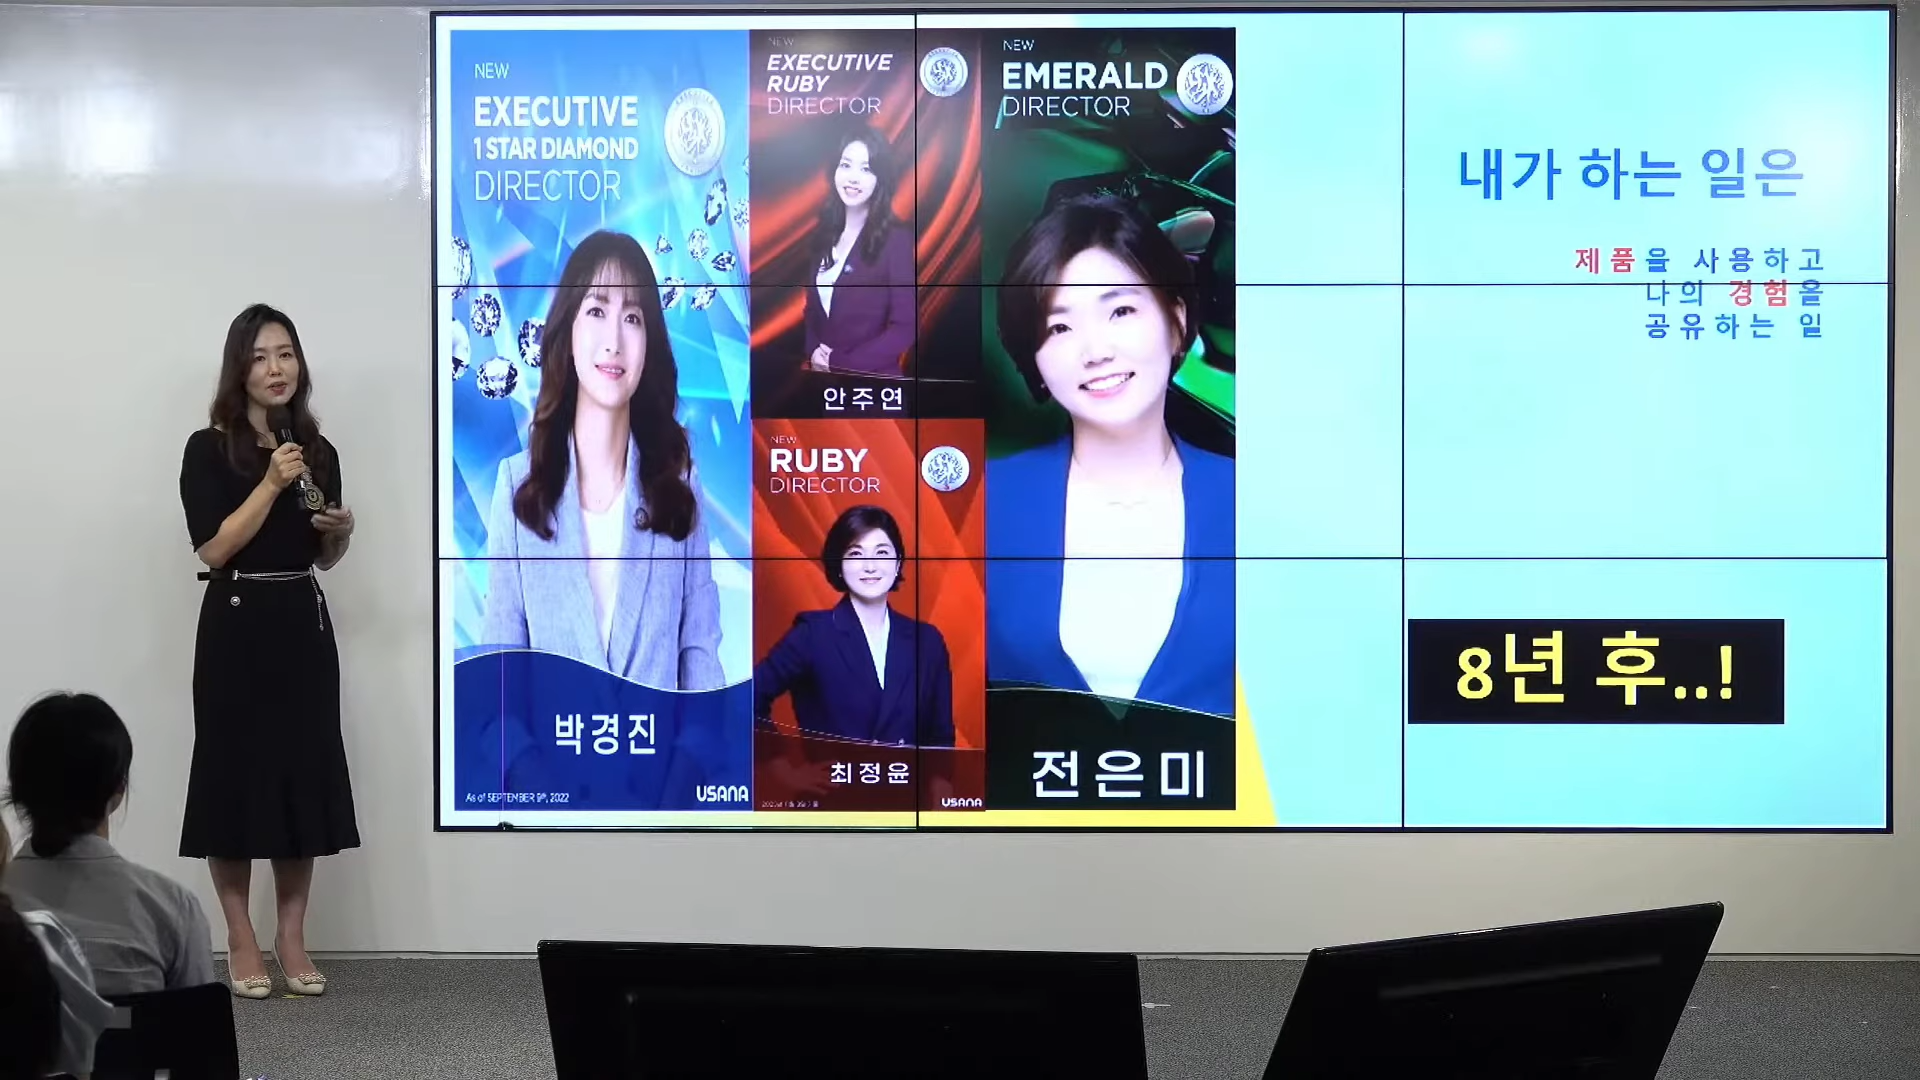 NEW
EXECUTIVE
1 STAR DIAMOND
DIRECTOR
박경진
As of SEPTEMBER 9th, 2022
USANA
NEW
EXECUTIVE
RUBY
DIRECTOR
안주연
NEW
RUBY
DIRECTOR
최정윤
USANA
NEW
EMERALD
DIRECTOR
전은미
내가 하는 일은
제품을 사용하고
나의 경험을
공유하는 일
8년 후..!